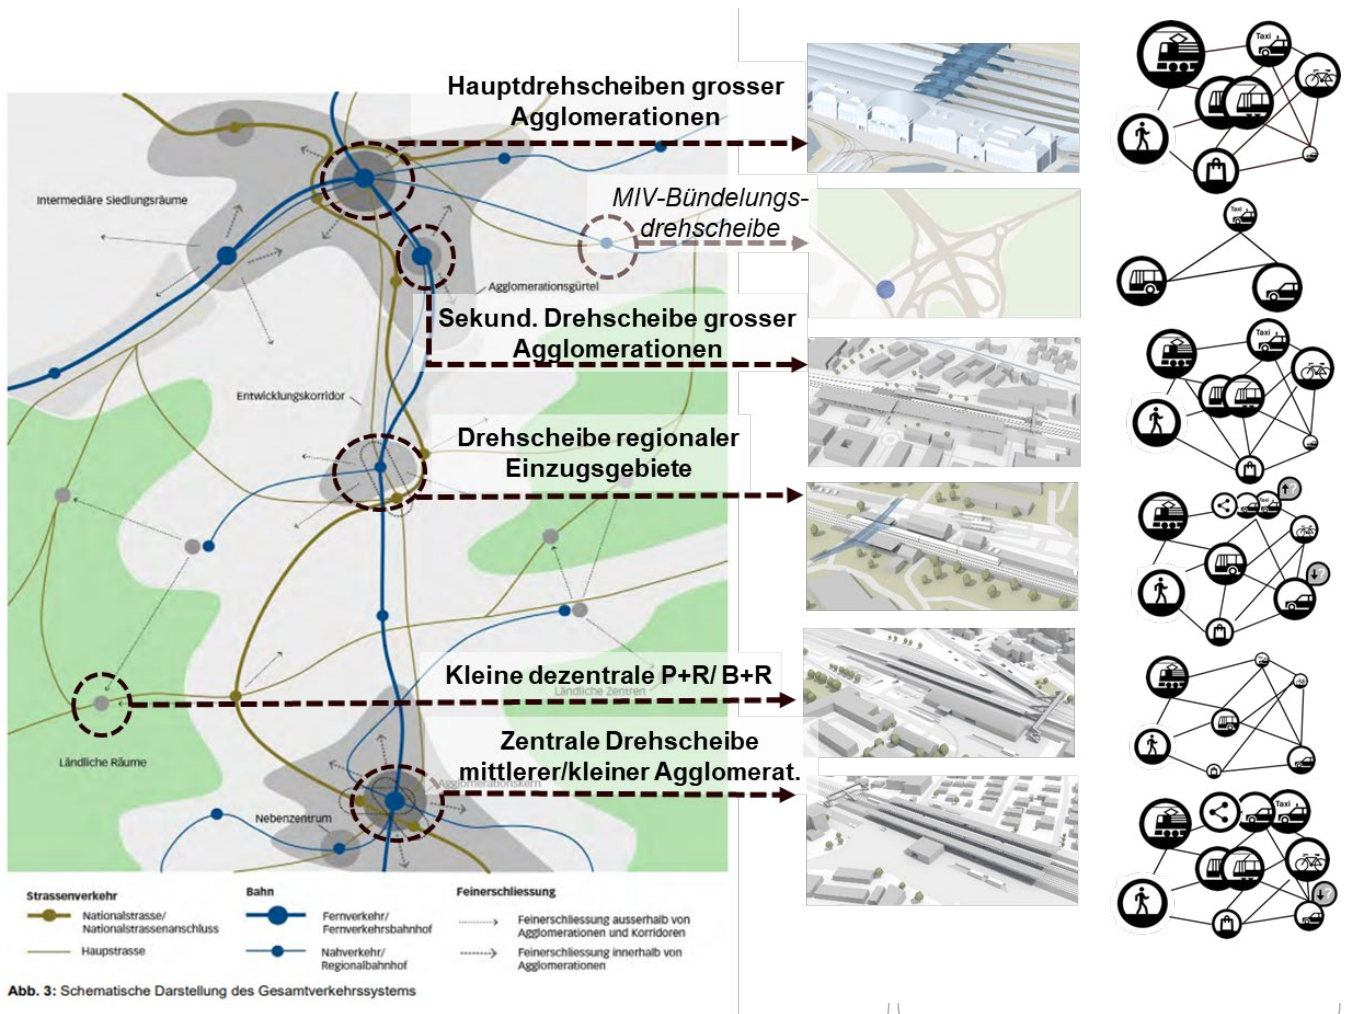 Hauptdrehscheiben grosser
Agglomerationen
Intermediäre Siedlungsräume
MIV-Bündelungs-
drehscheibe
Agglomerationsgürtel
Sekund. Drehscheibe grosser
Agglomerationen
Entwicklungskorridor
Drehscheibe regionaler
Einzugsgebiete
Kleine dezentrale P+R/ B+R
Ländliche Zentren
Ländliche Räume
Zentrale Drehscheibe
mittlerer/kleiner Agglomerat.
Agglomerationskern
Nebenzentrum
Strassenverkehr
Nationalstrasse/
Nationalstrassenanschluss
Hauptstrasse
Bahn
Fernverkehr/
Fernverkehrsbahnhof
Nahverkehr/
Regionalbahnhof
Feinerschliessung
Feinerschliessung ausserhalb von
Agglomerationen und Korridoren
Feinerschliessung innerhalb von
Agglomerationen
Abb. 3: Schematische Darstellung des Gesamtverkehrssystems
Taxi
Taxi
Taxi
Taxi
Taxi